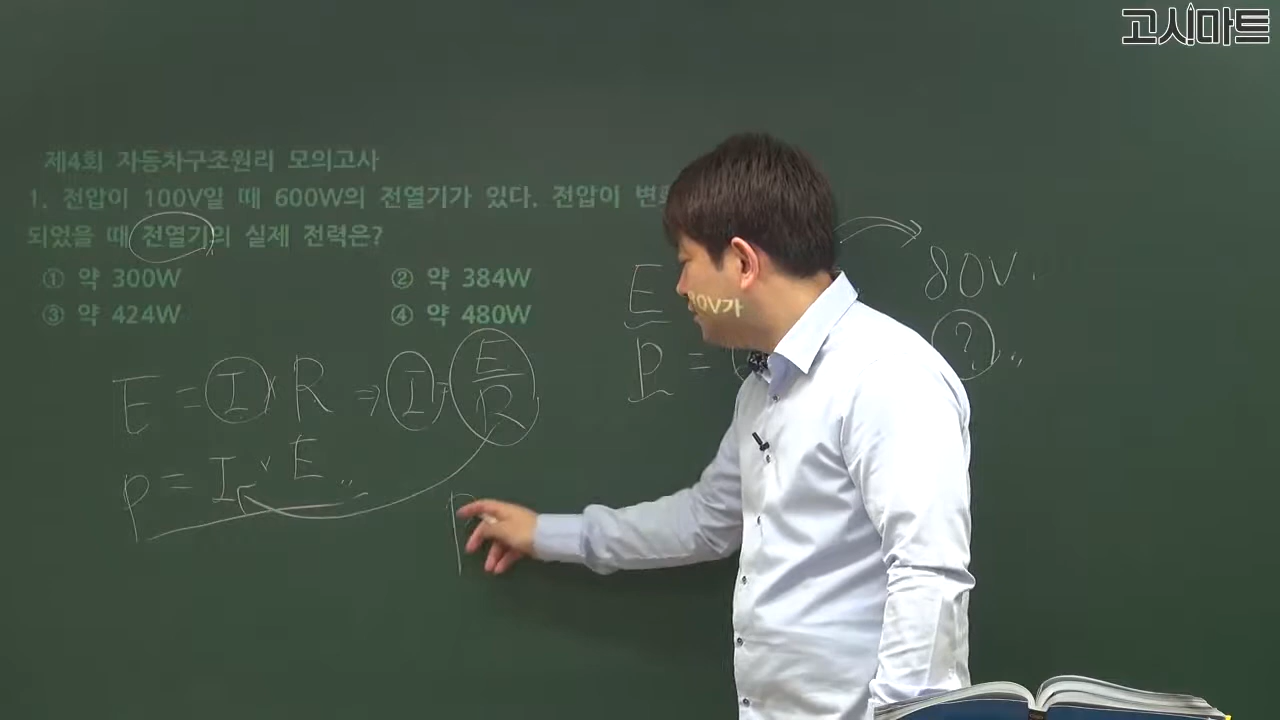 고시마트
제4회 자동차구조원리 모의고사
1. 전압이 100V일 때 600W의 전열기가 있다. 전압이
80V가
되었을 때 전열기의 실제 전력은?
① 약 300W ② 약 384W
③ 약 424W ④ 약 480W
E
80V
P =
?
E = I × R ⇒ I = E/R
P = I × E
P